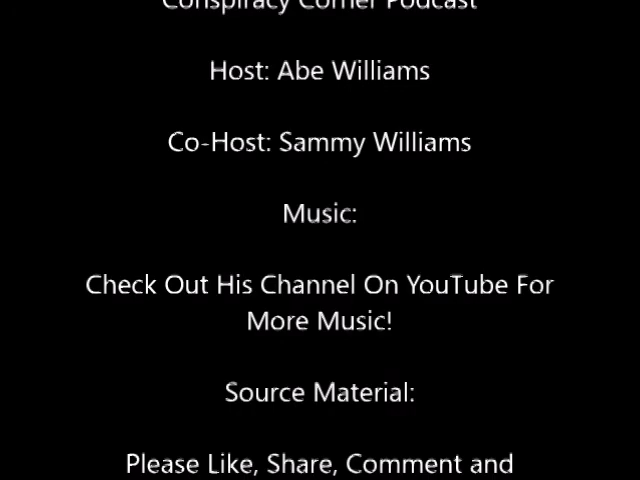 Conspiracy Corner Podcast
Host: Abe Williams
Co-Host: Sammy Williams
Music:
Check Out His Channel On YouTube For
More Music!
Source Material:
Please Like, Share, Comment and